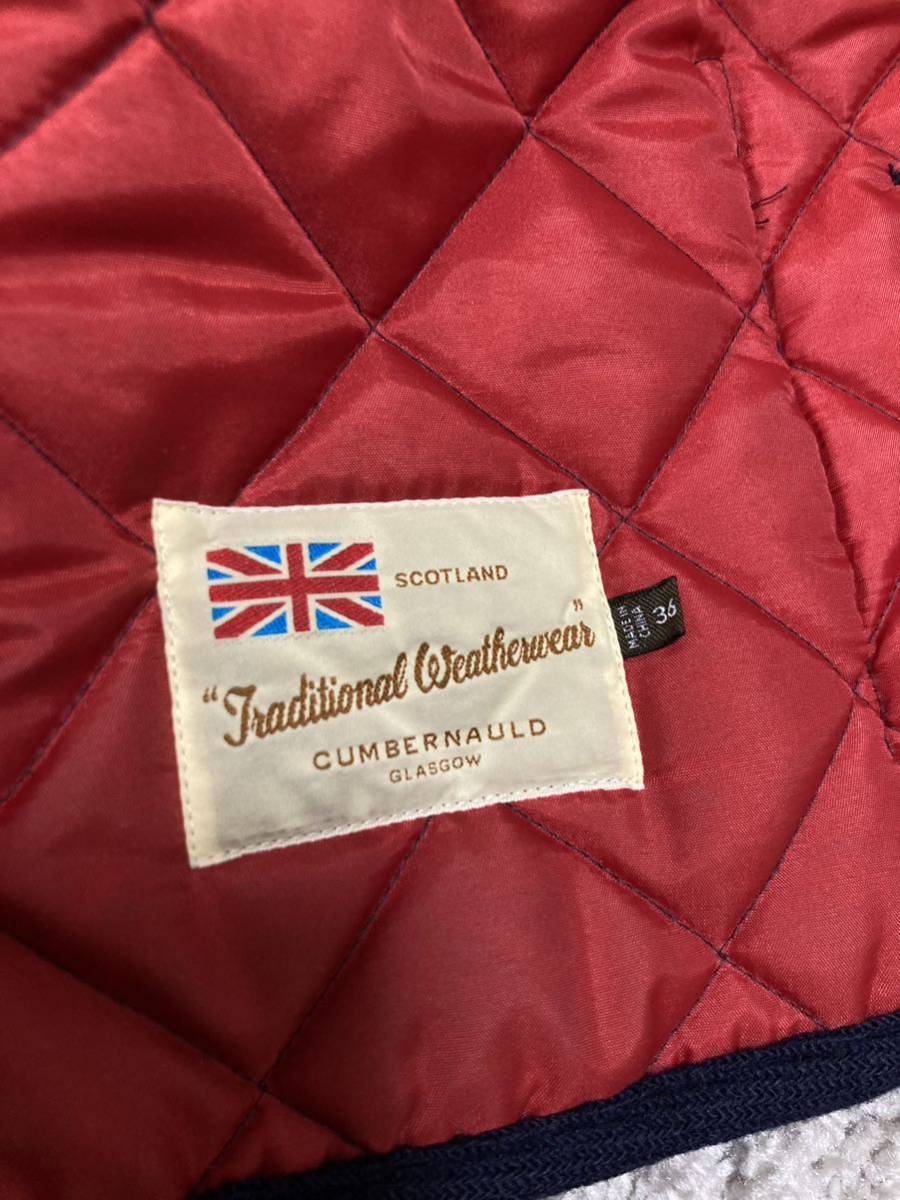 SCOTLAND
"Traditional Weatherwear"
CUMBERNAULD
GLASGOW
MADE IN
CHINA
36